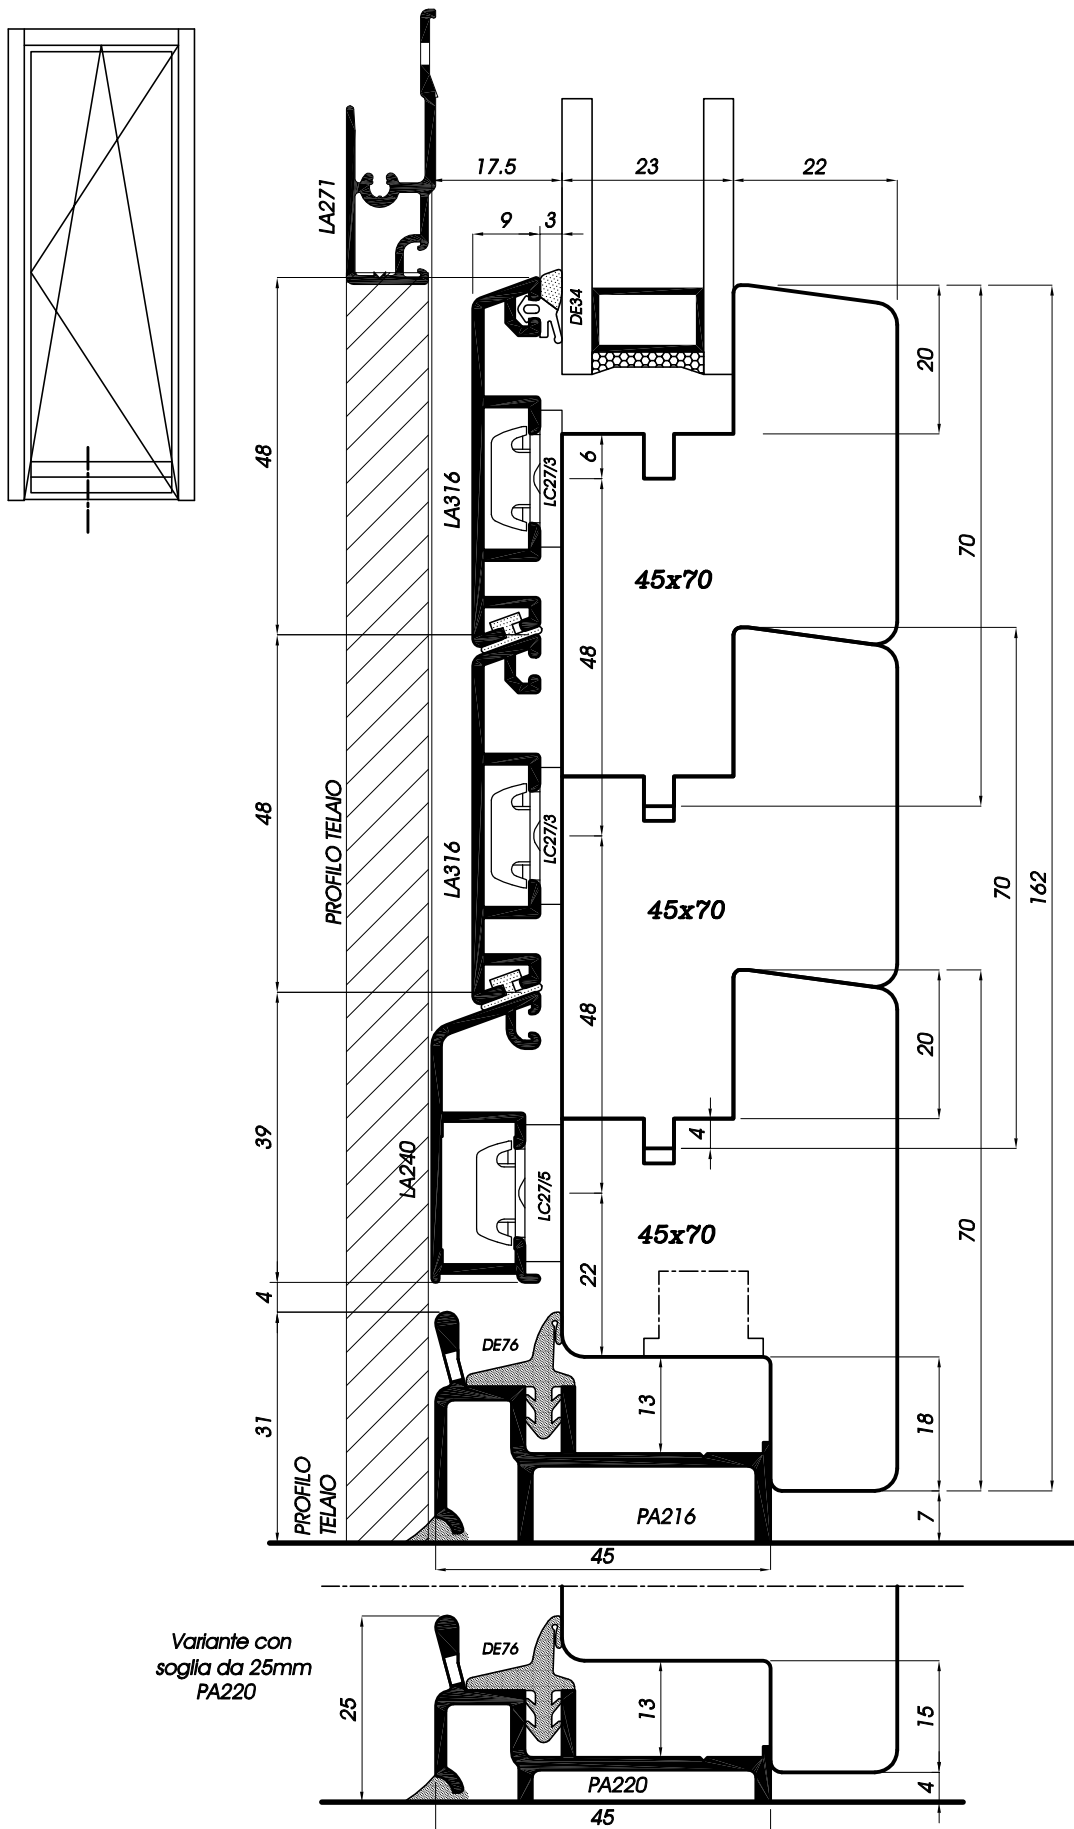 LA271
17.5
23
22
9
3
DE34
20
48
6
LA316
LC27/3
70
45x70
48
48
PROFILO TELAIO
LA316
LC27/3
70
162
45x70
48
20
4
39
LA240
LC27/5
45x70
70
22
4
DE76
13
18
31
PROFILO
TELAIO
PA216
7
45
Variante con
soglia da 25mm
PA220
DE76
25
13
15
PA220
4
45